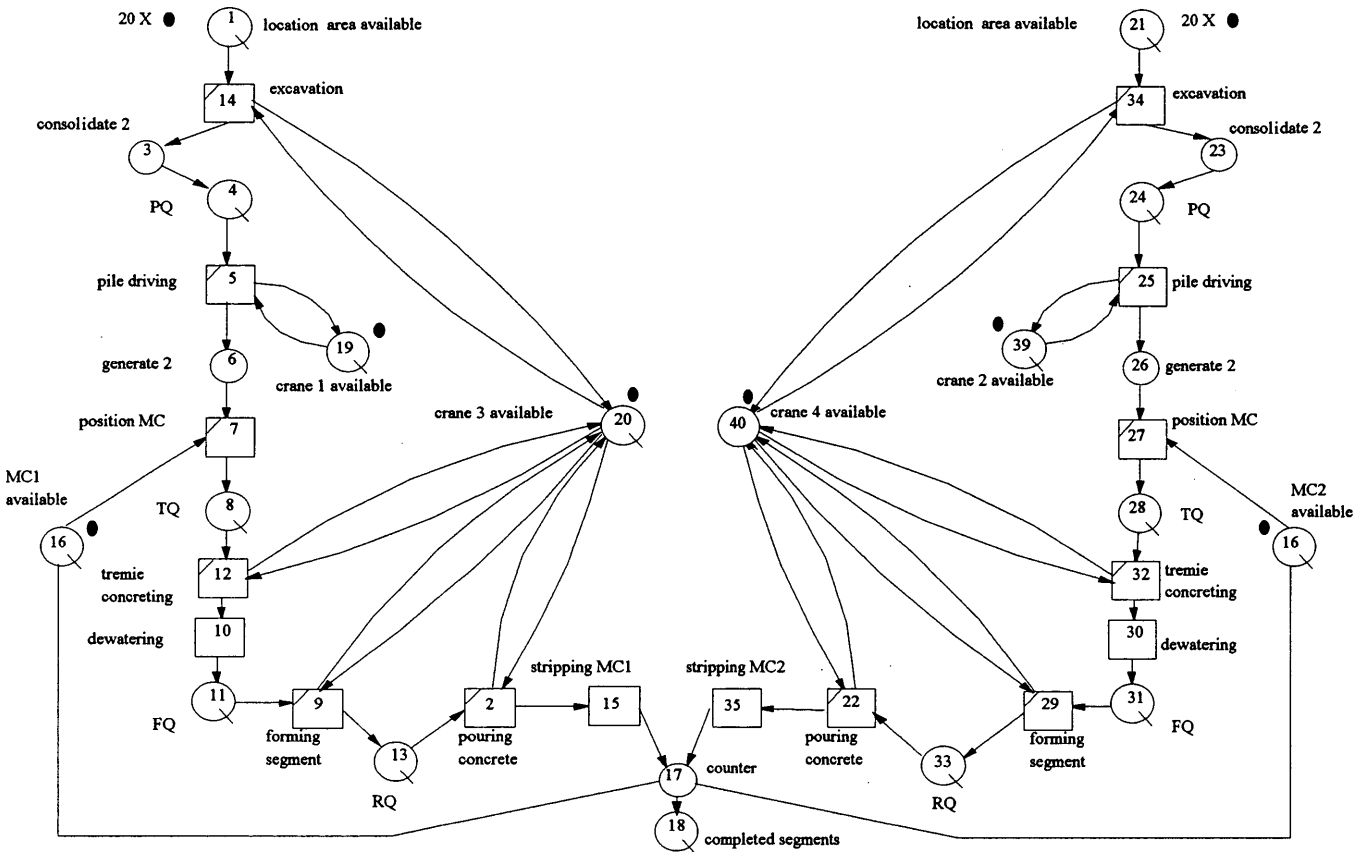 20 X
1
location area available
14
excavation
consolidate 2
3
4
PQ
pile driving
5
19
crane 1 available
generate 2
6
position MC
7
MC1
available
16
TQ
8
tremie
concreting
12
dewatering
10
FQ
11
9
forming
segment
13
RQ
2
pouring
concrete
stripping MC1
15
crane 3 available
20
location area available
21
20 X
34
excavation
consolidate 2
23
24
PQ
25
pile driving
39
crane 2 available
26
generate 2
position MC
27
MC2
available
16
28
TQ
32
tremie
concreting
30
dewatering
31
FQ
29
forming
segment
33
RQ
22
pouring
concrete
stripping MC2
35
40
crane 4 available
17
counter
18
completed segments